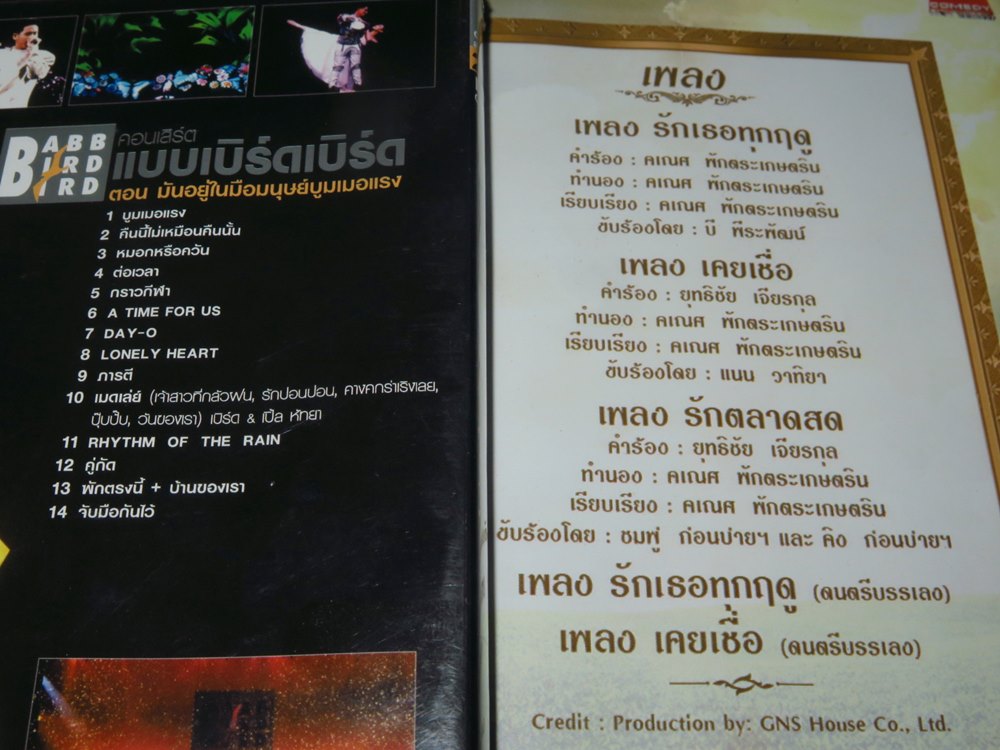 ABB
BIRD
BIRD
คอนเสิร์ต
แบบเบิร์ดเบิร์ด
ตอน มันอยู่ในมือมนุษย์บูมเมอแรง
1 บูมเมอแรง
2 คืนนี้ไม่เหมือนคืนนั้น
3 หมอกหรือควัน
4 ต่อเวลา
5 กราวกีฬา
6 A TIME FOR US
7 DAY-O
8 LONELY HEART
9 ภารตี
10 เมดเล่ย์ (เจ้าสาวที่กลัวฝน, รักปอนปอน, คางคกร่าเริงเลย,
ปุ๊บปั๊บ, วันของเรา) เบิร์ด & เปิ้ล หัทยา
11 RHYTHM OF THE RAIN
12 คู่กัด
13 พักตรงนี้ + บ้านของเรา
14 จับมือกันไว้
COMEDY
เพลง
เพลง รักเธอทุกฤดู
คำร้อง : คเณศ พักตระเกษตริน
ทำนอง : คเณศ พักตระเกษตริน
เรียบเรียง : คเณศ พักตระเกษตริน
ขับร้องโดย : บี พีระพัฒน์
เพลง เคยเชื่อ
คำร้อง : ยุทธิชัย เจียรกุล
ทำนอง : คเณศ พักตระเกษตริน
เรียบเรียง : คเณศ พักตระเกษตริน
ขับร้องโดย : แนน วาทิยา
เพลง รักตลาดสด
คำร้อง : ยุทธิชัย เจียรกุล
ทำนอง : คเณศ พักตระเกษตริน
เรียบเรียง : คเณศ พักตระเกษตริน
ขับร้องโดย : ชมพู่ ก่อนบ่ายฯ และ คิง ก่อนบ่ายฯ
เพลง รักเธอทุกฤดู (ดนตรีบรรเลง)
เพลง เคยเชื่อ (ดนตรีบรรเลง)
Credit : Production by: GNS House Co., Ltd.